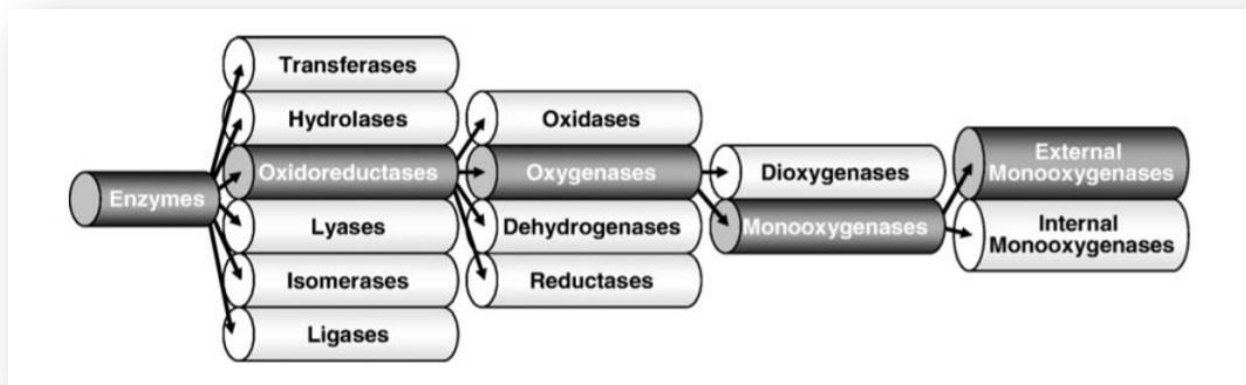 Enzymes
Transferases
Hydrolases
Oxidoreductases
Lyases
Isomerases
Ligases
Oxidases
Oxygenases
Dehydrogenases
Reductases
Dioxygenases
Monooxygenases
External
Monooxygenases
Internal
Monooxygenases